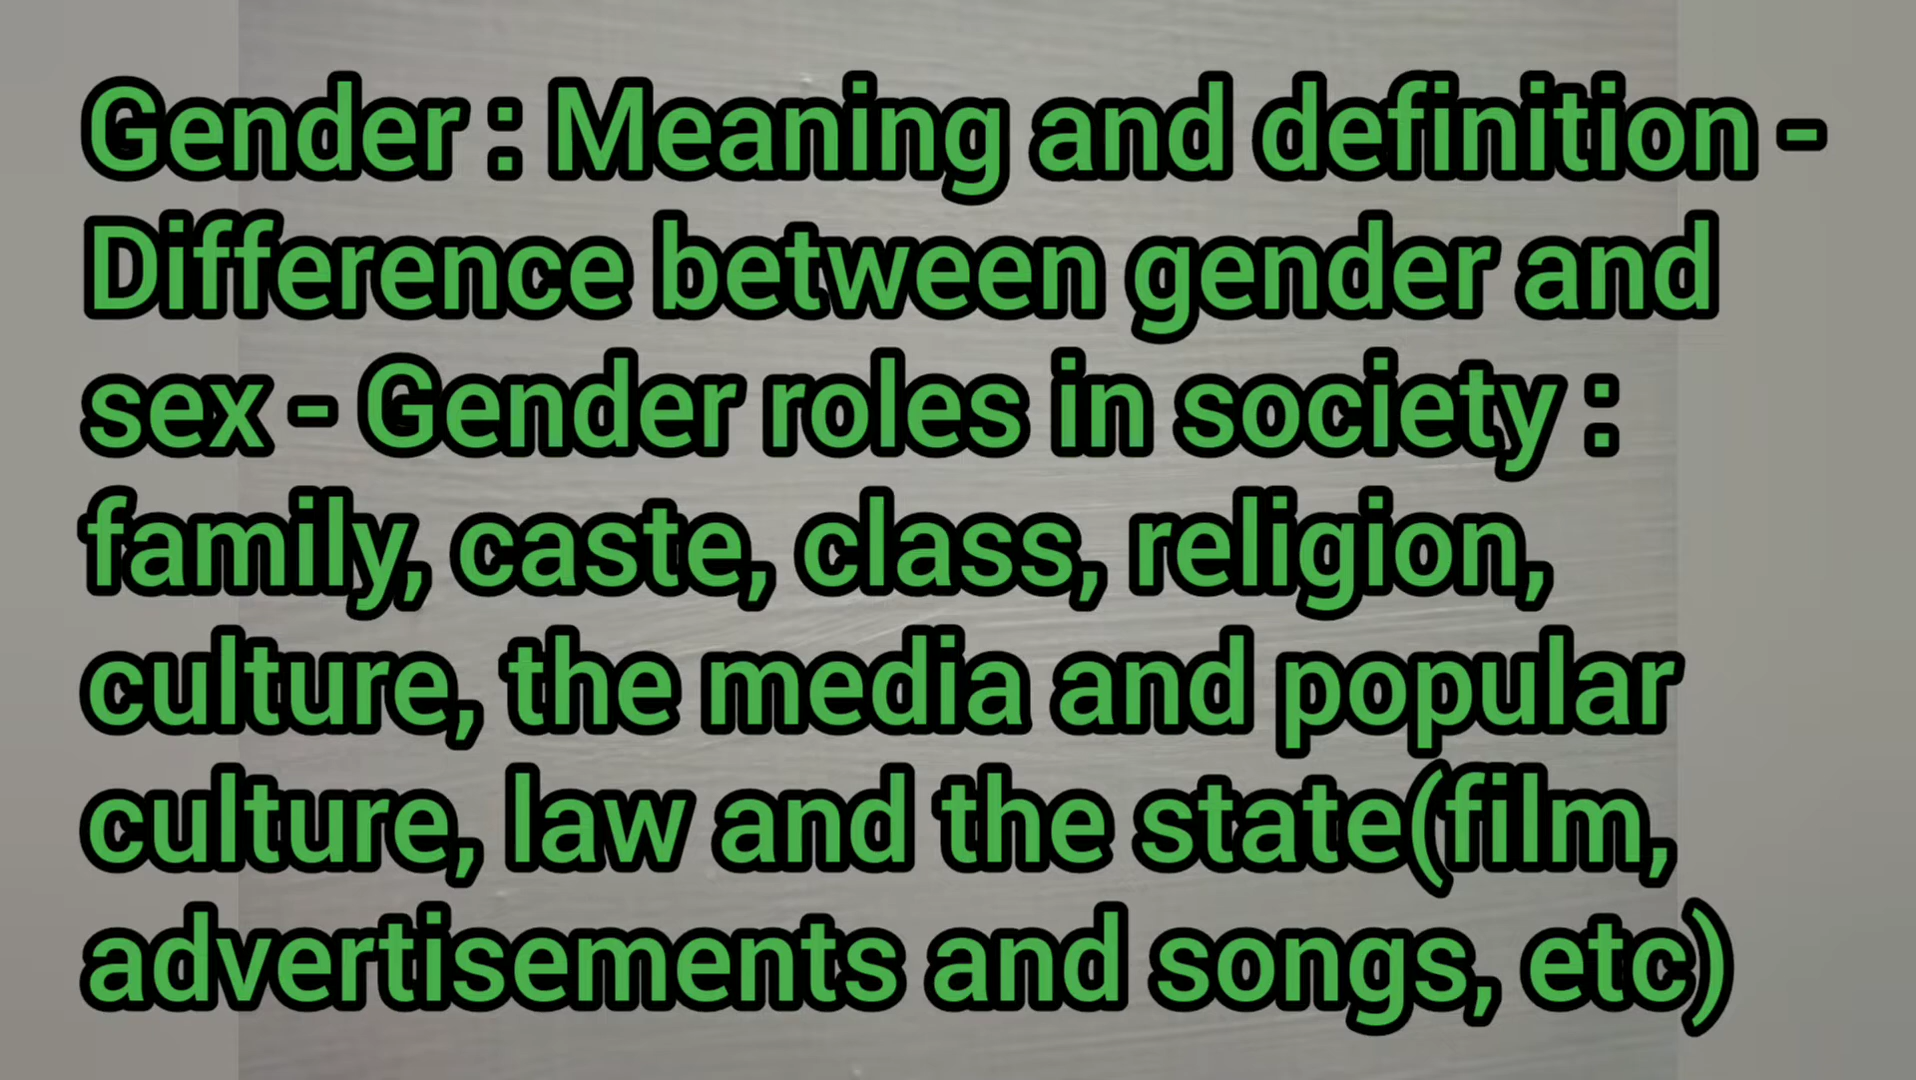 Gender : Meaning and definition -
Difference between gender and
sex - Gender roles in society :
family, caste, class, religion,
culture, the media and popular
culture, law and the state(film,
advertisements and songs, etc)